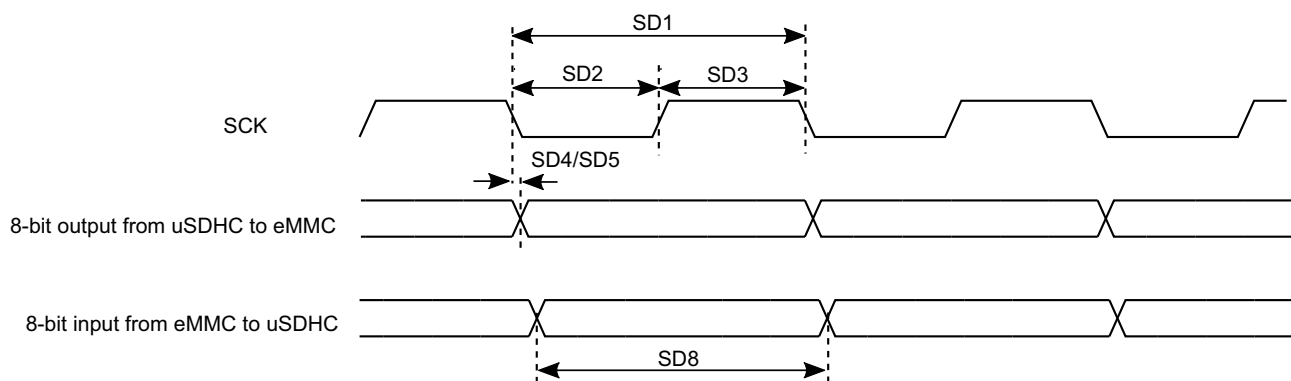 SD1
SD2
SD3
SCK
SD4/SD5
8-bit output from uSDHC to eMMC
8-bit input from eMMC to uSDHC
SD8